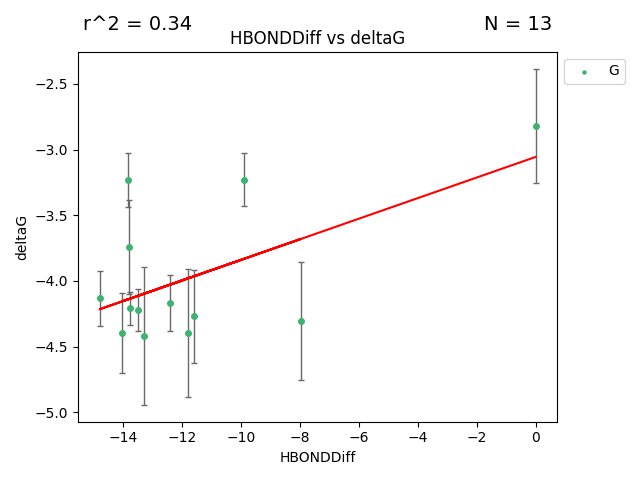 r^2 = 0.34
N = 13
HBONDDiff vs deltaG
G
−2.5
−3.0
−3.5
−4.0
−4.5
−5.0
deltaG
−14
−12
−10
−8
−6
−4
−2
0
HBONDDiff